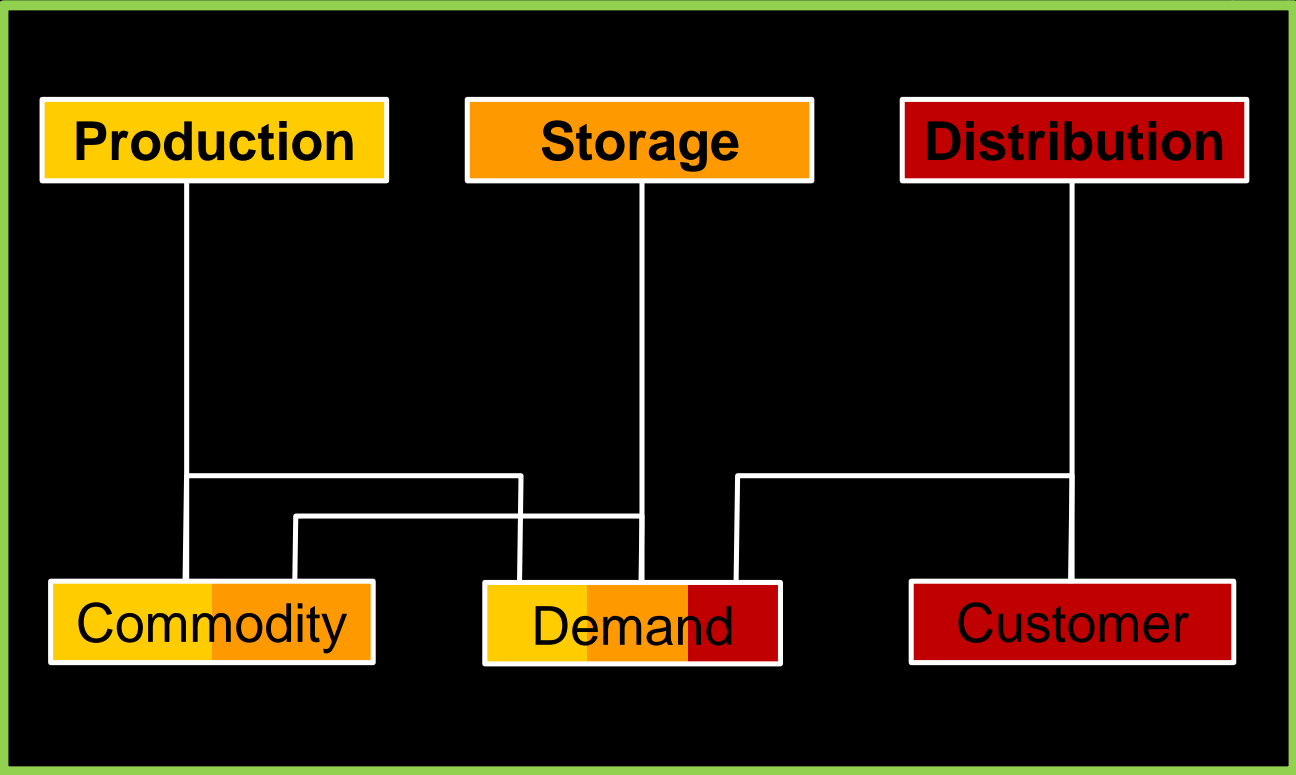 Production
Storage
Distribution
Commodity
Demand
Customer